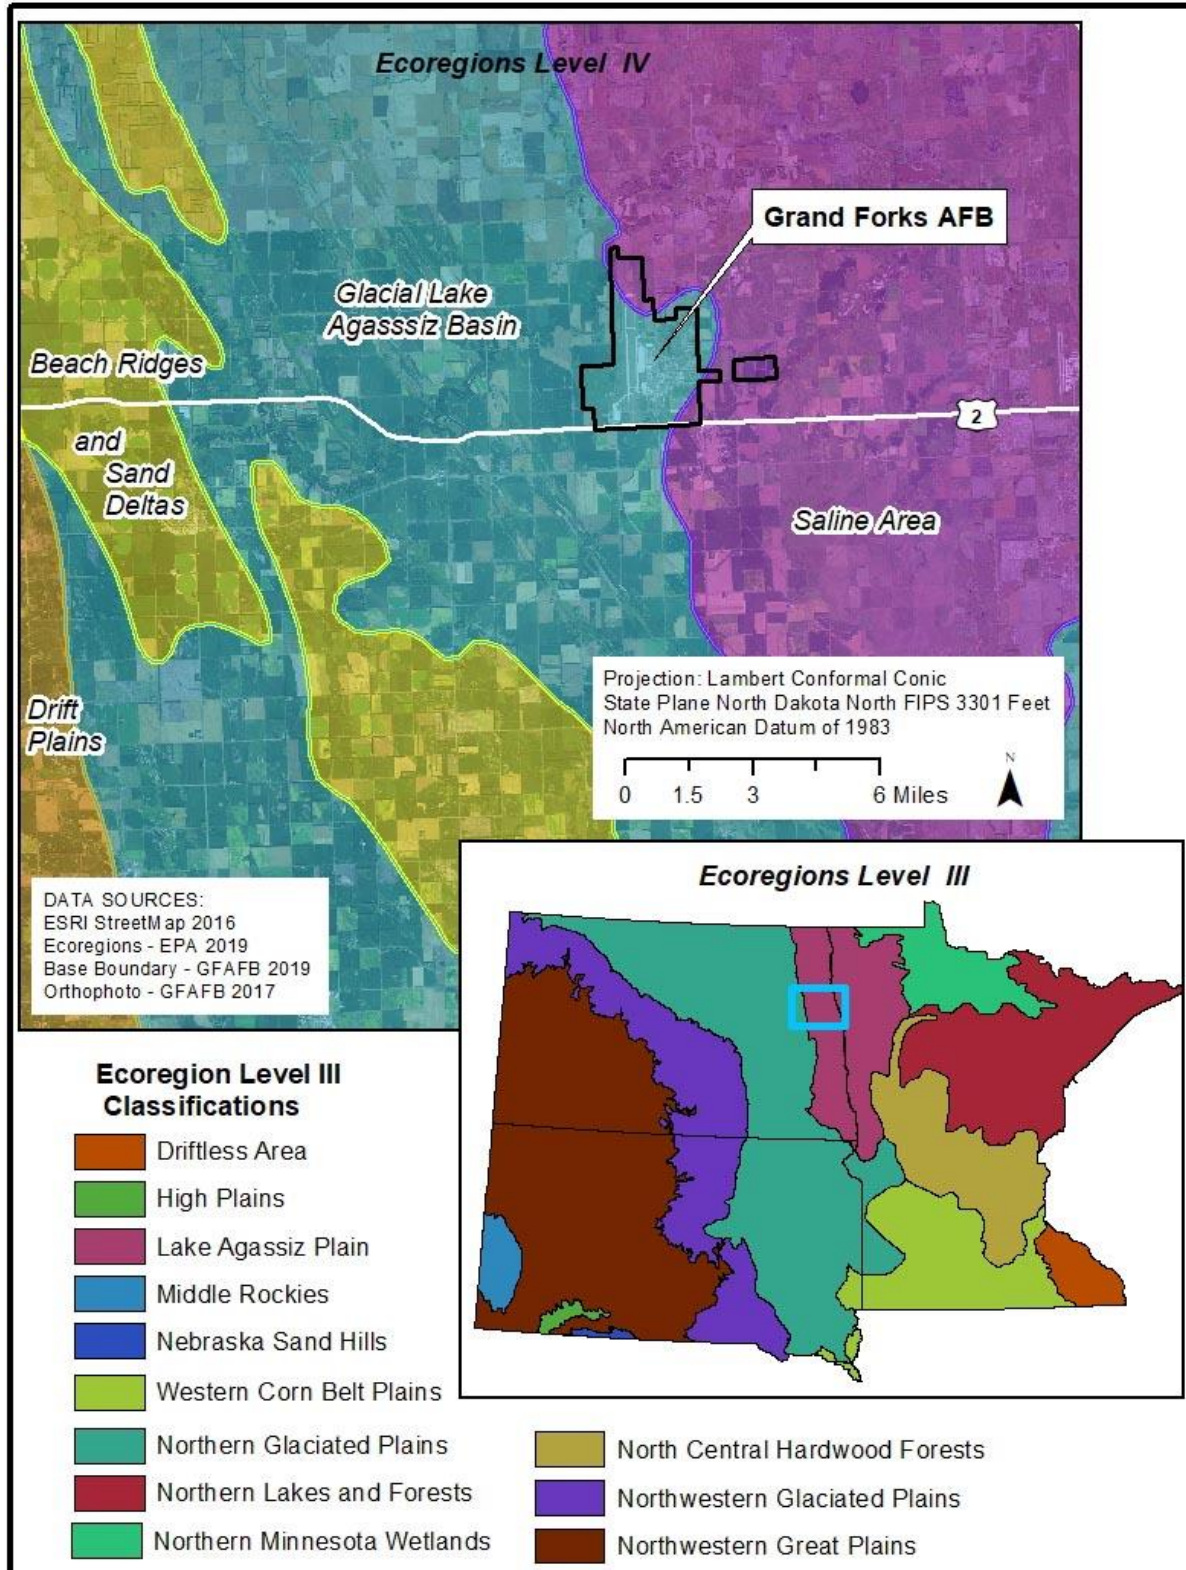 Ecoregions Level IV
Grand Forks AFB
Glacial Lake
Agasssiz Basin
Beach Ridges
and
Sand
Deltas
2
Saline Area
Drift
Plains
Projection: Lambert Conformal Conic
State Plane North Dakota North FIPS 3301 Feet
North American Datum of 1983
N
0 1.5 3 6 Miles
DATA SOURCES:
ESRI StreetMap 2016
Ecoregions - EPA 2019
Base Boundary - GFAFB 2019
Orthophoto - GFAFB 2017
Ecoregions Level III
Ecoregion Level III
Classifications
Driftless Area
High Plains
Lake Agassiz Plain
Middle Rockies
Nebraska Sand Hills
Western Corn Belt Plains
Northern Glaciated Plains
Northern Lakes and Forests
Northern Minnesota Wetlands
North Central Hardwood Forests
Northwestern Glaciated Plains
Northwestern Great Plains